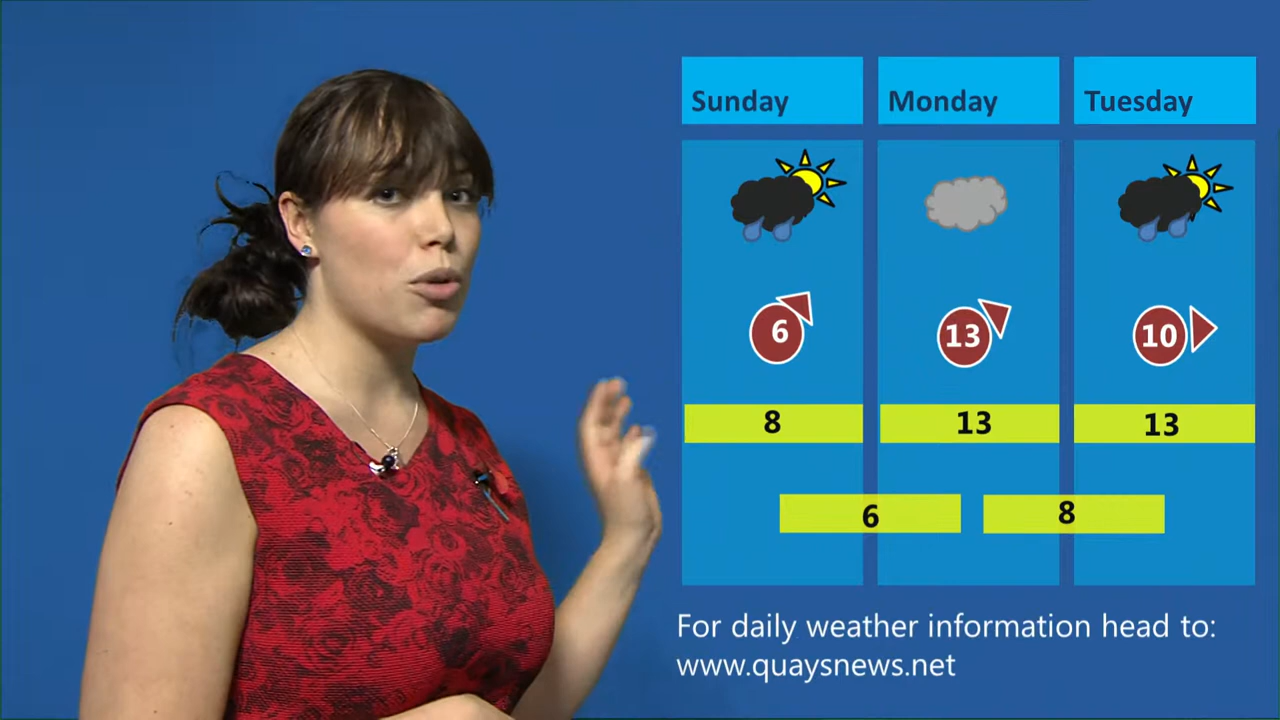 Sunday Monday Tuesday
6 13 10
8 13 13
6 8
For daily weather information head to:
www.quaysnews.net